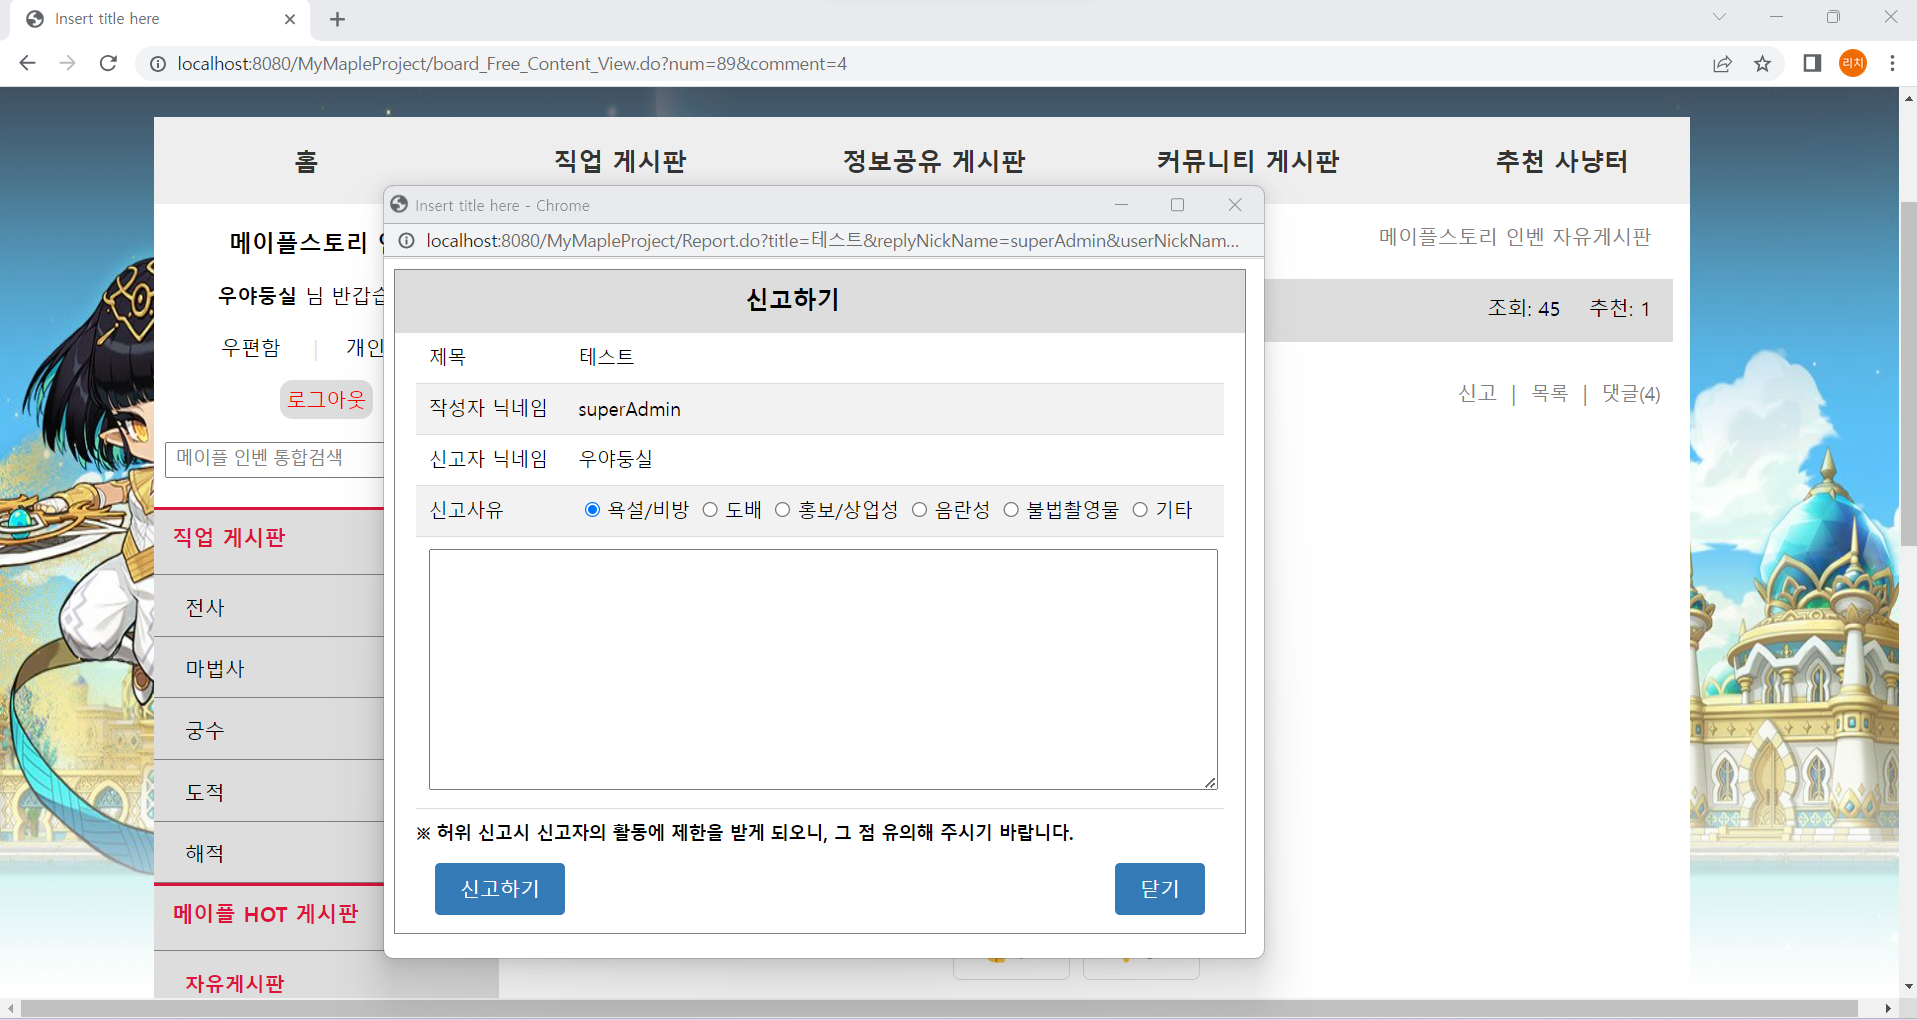 Insert title here
localhost:8080/MyMapleProject/board_Free_Content_View.do?num=89&comment=4
리치
홈 직업 게시판 정보공유 게시판 커뮤니티 게시판 추천 사냥터
Insert title here - Chrome
localhost:8080/MyMapleProject/Report.do?title=테스트&replyNickName=superAdmin&userNickNam...
메이플스토리
우야둥실 님 반갑습
우편함 | 개인
로그아웃
메이플 인벤 통합검색
직업 게시판
전사
마법사
궁수
도적
해적
메이플 HOT 게시판
자유게시판
신고하기
제목 테스트
작성자 닉네임 superAdmin
신고자 닉네임 우야둥실
신고사유 욕설/비방 도배 홍보/상업성 음란성 불법촬영물 기타
※ 허위 신고시 신고자의 활동에 제한을 받게 되오니, 그 점 유의해 주시기 바랍니다.
신고하기 닫기
메이플스토리 인벤 자유게시판
조회: 45 추천: 1
신고 | 목록 | 댓글(4)